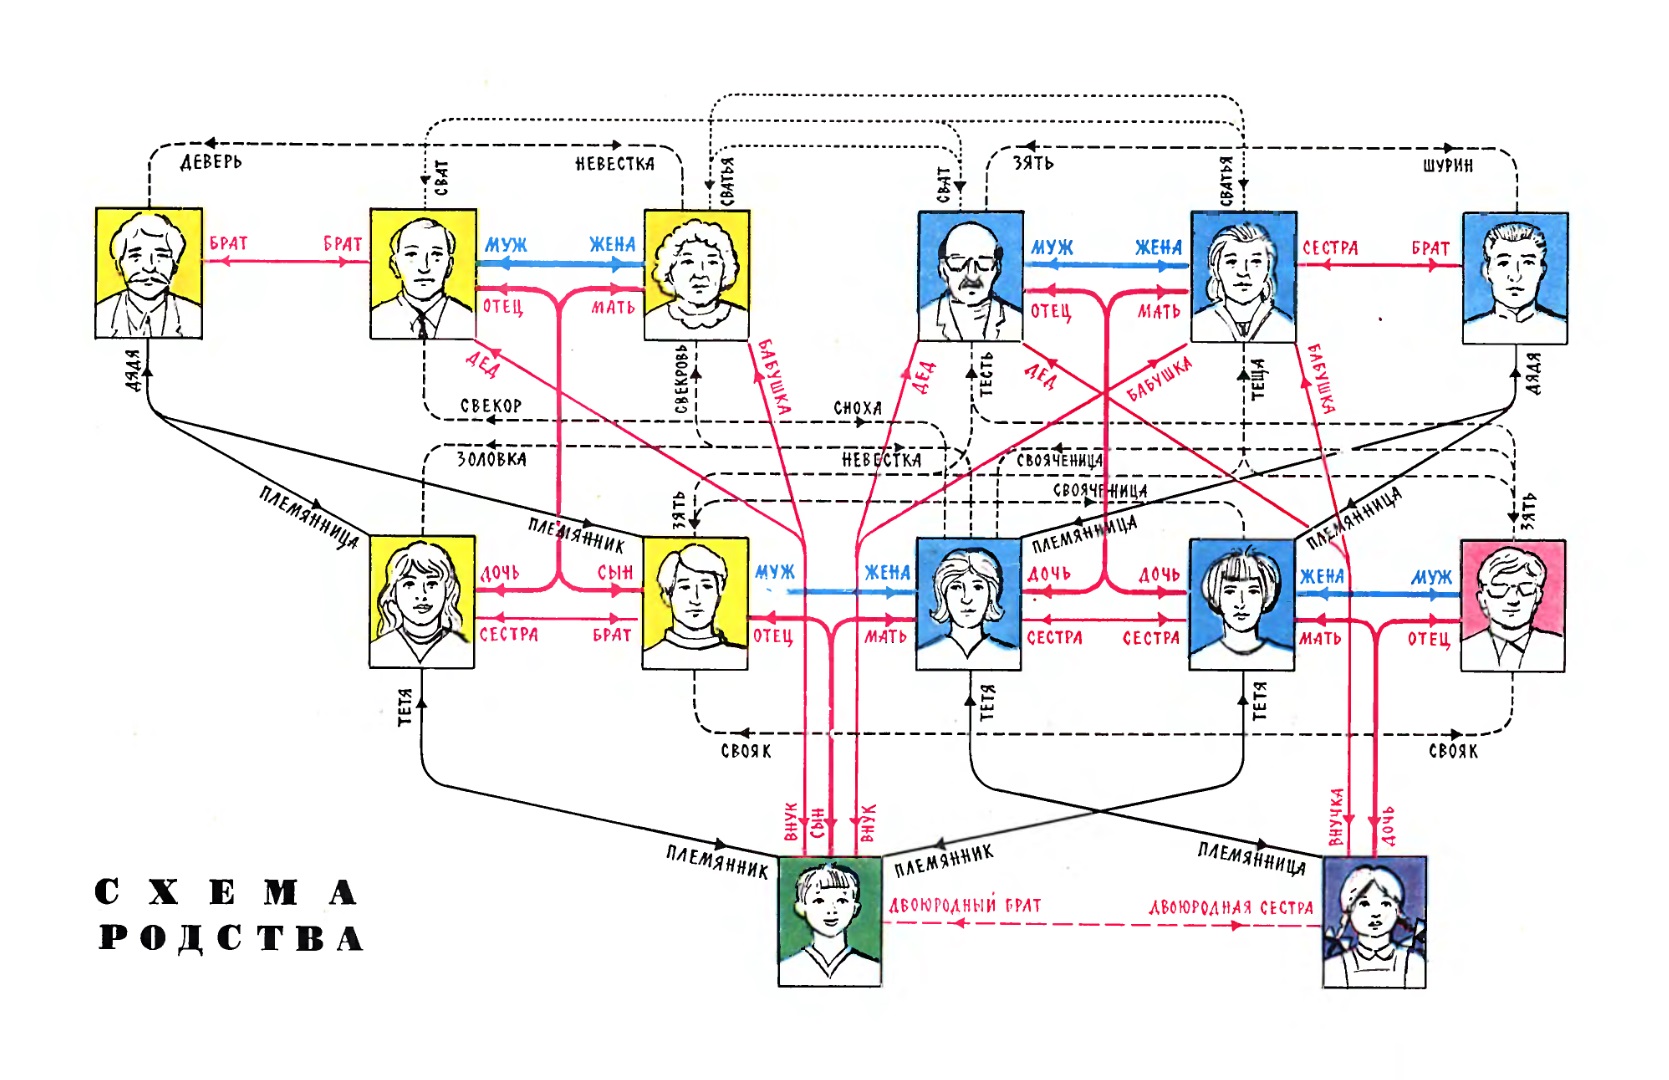 ДЕВЕРЬ
НЕВЕСТКА
СВАТ
СВАТЬЯ
СВАТ
ЗЯТЬ
СВАТЬЯ
ШУРИН
БРАТ
БРАТ
МУЖ
ЖЕНА
МУЖ
ЖЕНА
СЕСТРА
БРАТ
ОТЕЦ
МАТЬ
ОТЕЦ
МАТЬ
ДЯДЯ
ДЕД
СВЕКРОВЬ
БАБУШКА
ДЕД
ТЕСТЬ
ДЕД
БАБУШКА
ТЕЩА
БАБУШКА
ДЯДЯ
СВЕКОР
СНОХА
ЗОЛОВКА
НЕВЕСТКА
СВОЯЧЕНИЦА
СВОЯЧЕНИЦА
ПЛЕМЯННИЦА
ПЛЕМЯННИК
ЗЯТЬ
ПЛЕМЯННИЦА
ПЛЕМЯННИЦА
ЗЯТЬ
ДОЧЬ
СЫН
МУЖ
ЖЕНА
ДОЧЬ
ДОЧЬ
ЖЕНА
МУЖ
СЕСТРА
БРАТ
ОТЕЦ
МАТЬ
СЕСТРА
СЕСТРА
МАТЬ
ОТЕЦ
ТЕТЯ
ТЕТЯ
ТЕТЯ
СВОЯК
СВОЯК
ВНУК
СЫН
ВНУК
ВНУЧКА
ДОЧЬ
ПЛЕМЯННИК
ПЛЕМЯННИК
ПЛЕМЯННИЦА
ДВОЮРОДНЫЙ БРАТ
ДВОЮРОДНАЯ СЕСТРА
СХЕМА
РОДСТВА